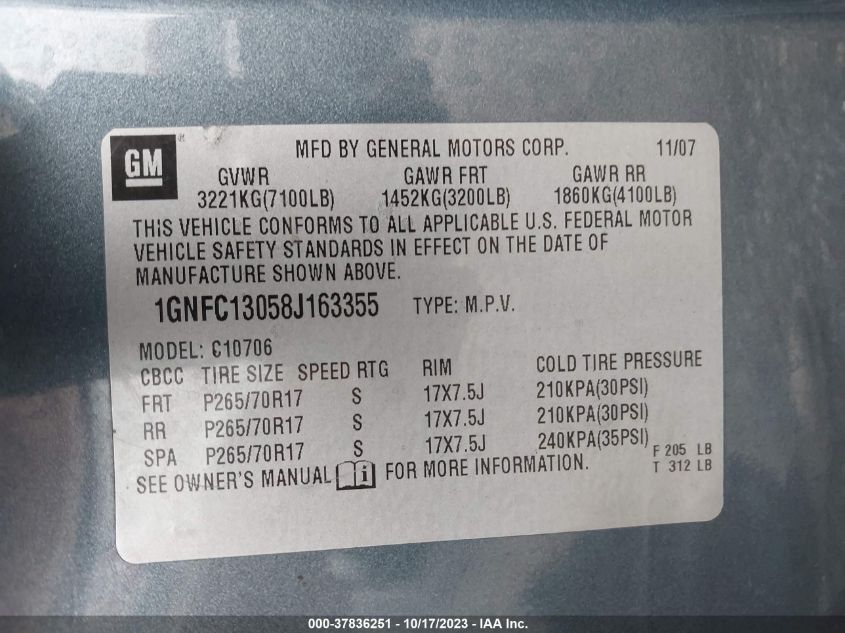 GM ® MFD BY GENERAL MOTORS CORP. 11/07
GVWR GAWR FRT GAWR RR
3221KG(7100LB) 1452KG(3200LB) 1860KG(4100LB)
THIS VEHICLE CONFORMS TO ALL APPLICABLE U.S. FEDERAL MOTOR
VEHICLE SAFETY STANDARDS IN EFFECT ON THE DATE OF
MANUFACTURE SHOWN ABOVE.
1GNFC13058J163355 TYPE: M.P.V.
MODEL: C10706
CBCC TIRE SIZE SPEED RTG RIM COLD TIRE PRESSURE
FRT P265/70R17 S 17X7.5J 210KPA(30PSI)
RR P265/70R17 S 17X7.5J 210KPA(30PSI)
SPA P265/70R17 S 17X7.5J 240KPA(35PSI) F 205 LB
T 312 LB
SEE OWNER'S MANUAL i FOR MORE INFORMATION.
000-37836251 - 10/17/2023 - IAA Inc.